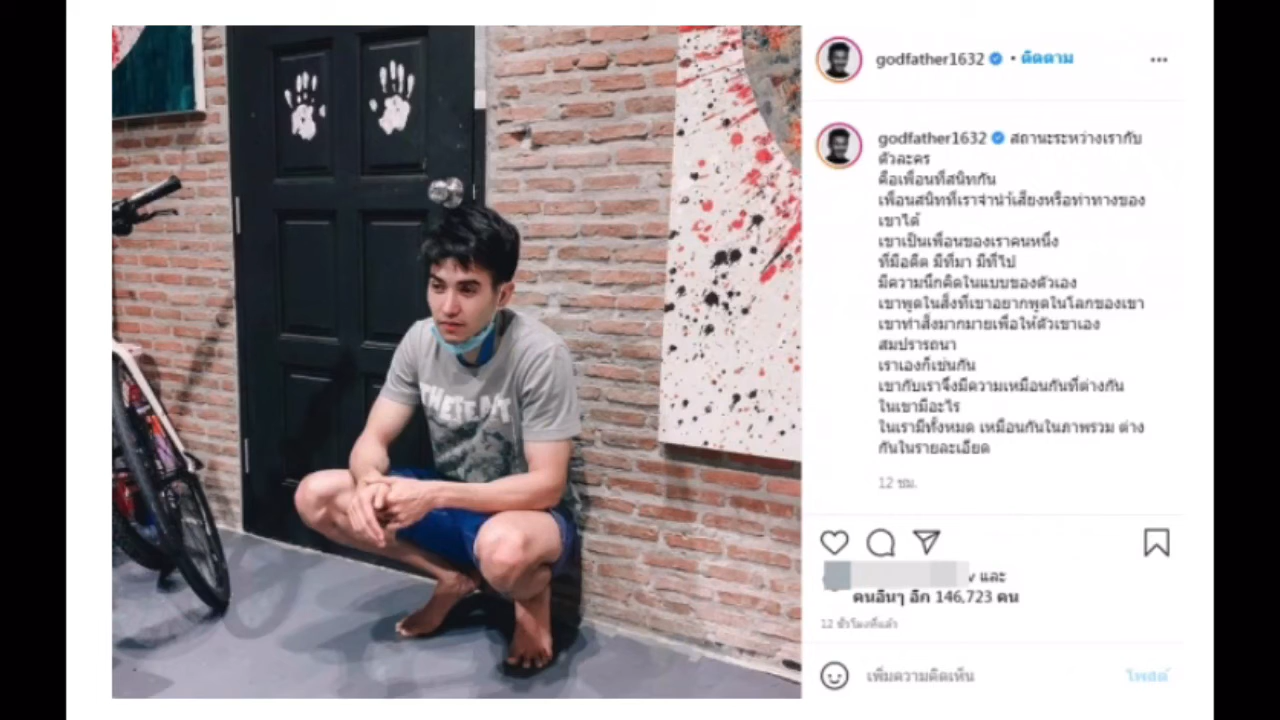 godfather1632 • ติดตาม
godfather1632 สถานะระหว่างเรากับ
ตัวละคร
คือเพื่อนที่สนิทกัน
เพื่อนสนิทที่เราจำน้ำเสียงหรือท่าทางของ
เขาได้
เขาเป็นเพื่อนของเราคนหนึ่ง
ที่มีอดีต มีที่มา มีที่ไป
มีความนึกคิดในแบบของตัวเอง
เขาพูดในสิ่งที่เขาอยากพูดในโลกของเขา
เขาทำสิ่งมากมายเพื่อให้ตัวเขาเอง
สมปรารถนา
เราเองก็เช่นกัน
เขากับเราจึงมีความเหมือนกันที่ต่างกัน
ในเขามีอะไร
ในเรามีทั้งหมด เหมือนกันในภาพรวม ต่าง
กันในรายละเอียด
12 ชม.
และ
คนอื่นๆ อีก 146,723 คน
12 ชั่วโมงที่แล้ว
เพิ่มความคิดเห็น
โพสต์